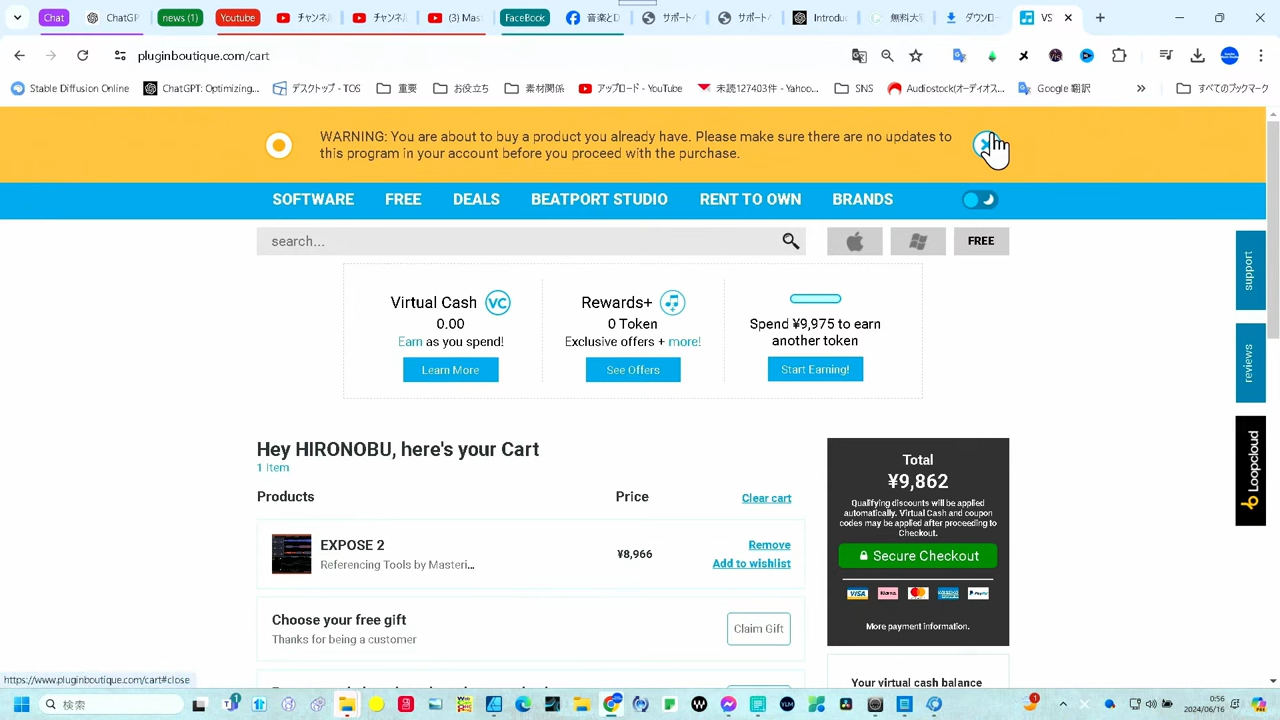 Chat
ChatGP
news (1)
Youtube
チャンネ
チャンネル
(3) Mas
FaceBook
音楽とD
サポート/
サポート/
Introdu
無料大
ダウンロー
VS
pluginboutique.com/cart
Stable Diffusion Online
ChatGPT: Optimizing...
デスクトップ - TOS
重要
お役立ち
素材関係
アップロード - YouTube
未読127403件 - Yahoo...
SNS
Audiostock(オーディオス...
Google 翻訳
»
すべてのブックマーク
WARNING: You are about to buy a product you already have. Please make sure there are no updates to
this program in your account before you proceed with the purchase.
SOFTWARE
FREE
DEALS
BEATPORT STUDIO
RENT TO OWN
BRANDS
search...
FREE
support
reviews
Loopcloud
Virtual Cash VC
0.00
Earn as you spend!
Learn More
Rewards+
0 Token
Exclusive offers + more!
See Offers
Spend ¥9,975 to earn
another token
Start Earning!
Hey HIRONOBU, here's your Cart
1 Item
Products
Price
Clear cart
EXPOSE 2
Referencing Tools by Masteri...
¥8,966
Remove
Add to wishlist
Choose your free gift
Thanks for being a customer
Claim Gift
Total
¥9,862
Qualifying discounts will be applied
automatically. Virtual Cash and coupon
codes may be applied after proceeding to
Checkout.
Secure Checkout
VISA
Klarna
PayPal
More payment information.
Your virtual cash balance
https://www.pluginboutique.com/cart#close
検索
0:56
2024/06/16